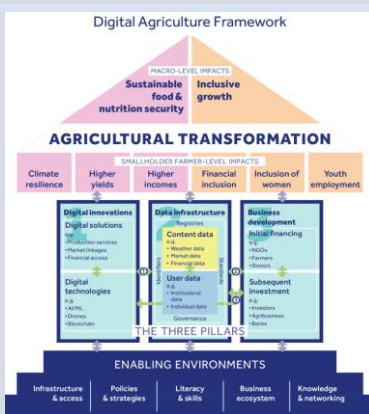 Digital Agriculture Framework
MACRO-LEVEL IMPACTS
Sustainable
food &
nutrition security
Inclusive
growth
AGRICULTURAL TRANSFORMATION
SMALLHOLDER FARMER-LEVEL IMPACTS
Climate
resilience
Higher
yields
Higher
incomes
Financial
inclusion
Inclusion of
women
Youth
employment
1
Digital innovations
Digital solutions
e.g.
• Production services
• Market linkages
• Financial access
Digital
technologies
e.g.
• AI/ML
• Drones
• Blockchain
2
Data infrastructure
Registries
Identifiers
Content data
e.g.
• Weather data
• Market data
• Financial data
User data
e.g.
• Institutional
data
• Individual data
Standards
Governance
3
Business
development
Initial financing
e.g.
• NGOs
• Farmers
• Donors
Subsequent
investment
e.g.
• Investors
• Agribusiness
• Banks
THE THREE PILLARS
ENABLING ENVIRONMENTS
Infrastructure
& access
Policies
& strategies
Literacy
& skills
Business
ecosystem
Knowledge
& networking